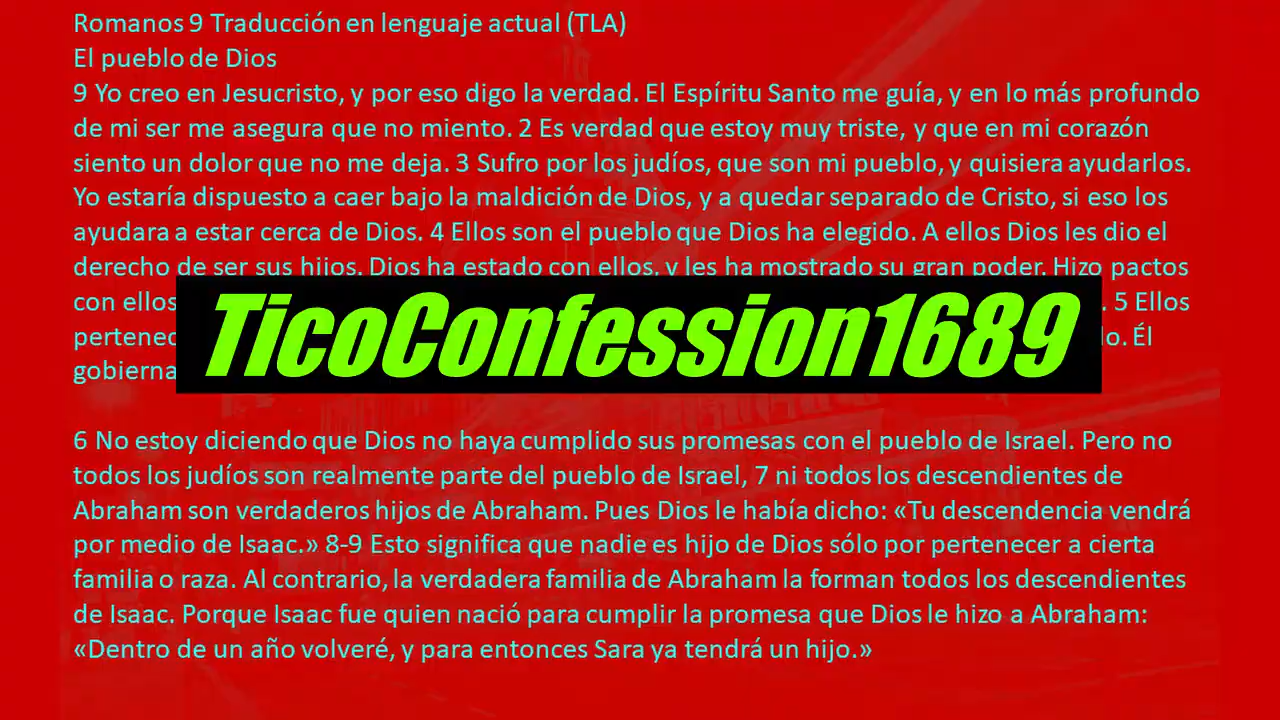 Romanos 9 Traducción en lenguaje actual (TLA)
El pueblo de Dios
9 Yo creo en Jesucristo, y por eso digo la verdad. El Espíritu Santo me guía, y en lo más profundo
de mi ser me asegura que no miento. 2 Es verdad que estoy muy triste, y que en mi corazón
siento un dolor que no me deja. 3 Sufro por los judíos, que son mi pueblo, y quisiera ayudarlos.
Yo estaría dispuesto a caer bajo la maldición de Dios, y a quedar separado de Cristo, si eso los
ayudara a estar cerca de Dios. 4 Ellos son el pueblo que Dios ha elegido. A ellos Dios les dio el
derecho de ser sus hijos. Dios ha estado con ellos, y les ha mostrado su gran poder. Hizo pactos
con ellos . 5 Ellos
Él
TicoConfession1689
6 No estoy diciendo que Dios no haya cumplido sus promesas con el pueblo de Israel. Pero no
todos los judíos son realmente parte del pueblo de Israel, 7 ni todos los descendientes de
Abraham son verdaderos hijos de Abraham. Pues Dios le había dicho: «Tu descendencia vendrá
por medio de Isaac.» 8-9 Esto significa que nadie es hijo de Dios sólo por pertenecer a cierta
familia o raza. Al contrario, la verdadera familia de Abraham la forman todos los descendientes
de Isaac. Porque Isaac fue quien nació para cumplir la promesa que Dios le hizo a Abraham:
«Dentro de un año volveré, y para entonces Sara ya tendrá un hijo.»